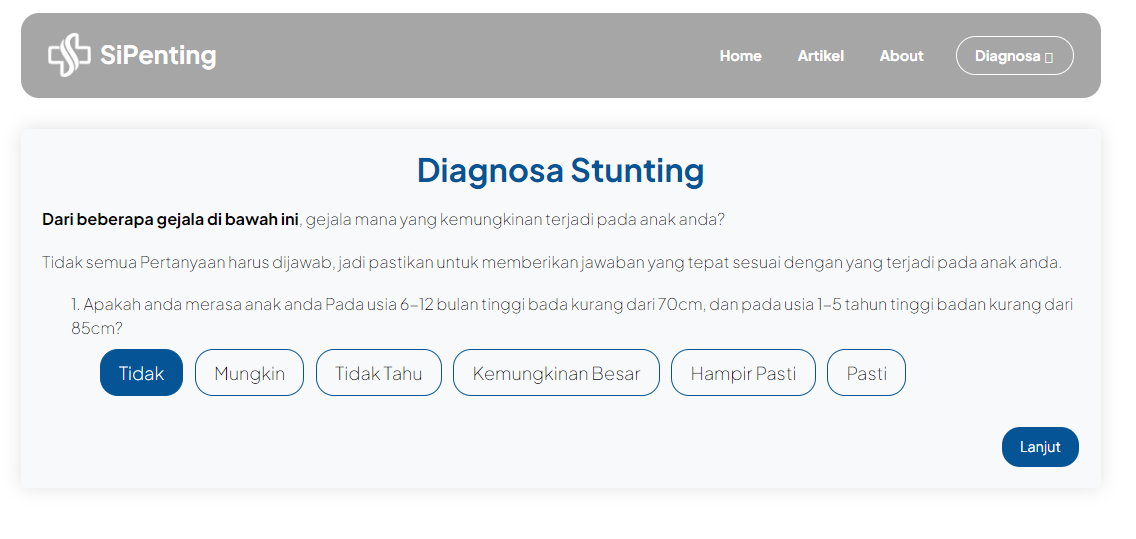 SiPenting
Home Artikel About Diagnosa
Diagnosa Stunting
Dari beberapa gejala di bawah ini, gejala mana yang kemungkinan terjadi pada anak anda?
Tidak semua Pertanyaan harus dijawab, jadi pastikan untuk memberikan jawaban yang tepat sesuai dengan yang terjadi pada anak anda.
1. Apakah anda merasa anak anda Pada usia 6-12 bulan tinggi bada kurang dari 70cm, dan pada usia 1-5 tahun tinggi badan kurang dari
85cm?
Tidak Mungkin Tidak Tahu Kemungkinan Besar Hampir Pasti Pasti
Lanjut